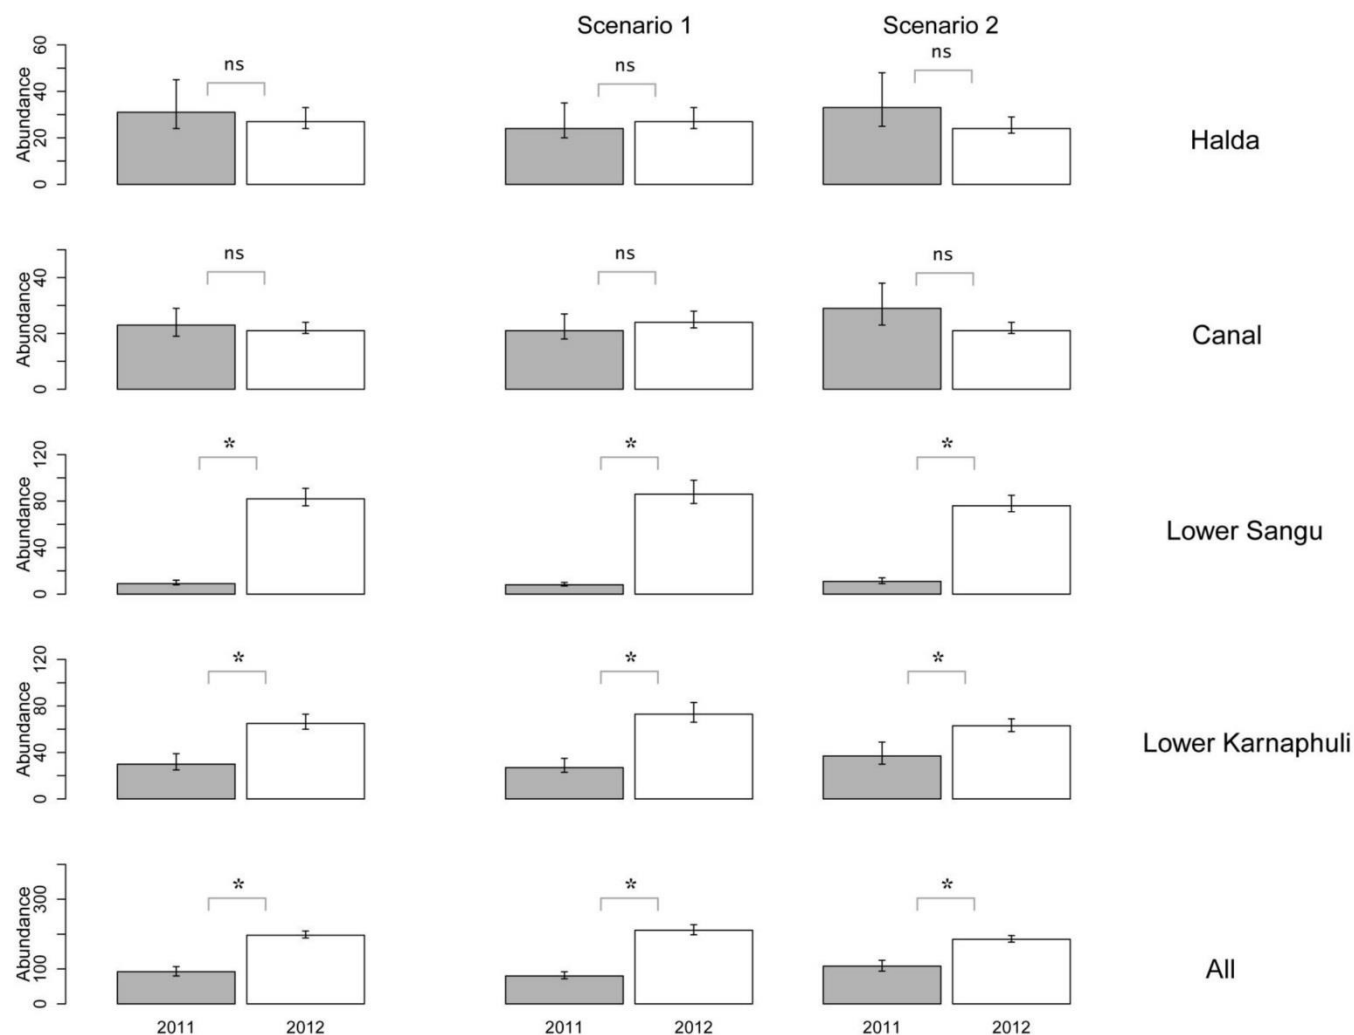 Scenario 1 Scenario 2
60
ns ns ns
Abundance
40
20
0
Halda
ns ns ns
Abundance
40
20
0
Canal
* * *
120
Abundance
80
40
0
Lower Sangu
* * *
120
Abundance
80
40
0
Lower Karnaphuli
* * *
Abundance
300
100
0
All
2011 2012 2011 2012 2011 2012